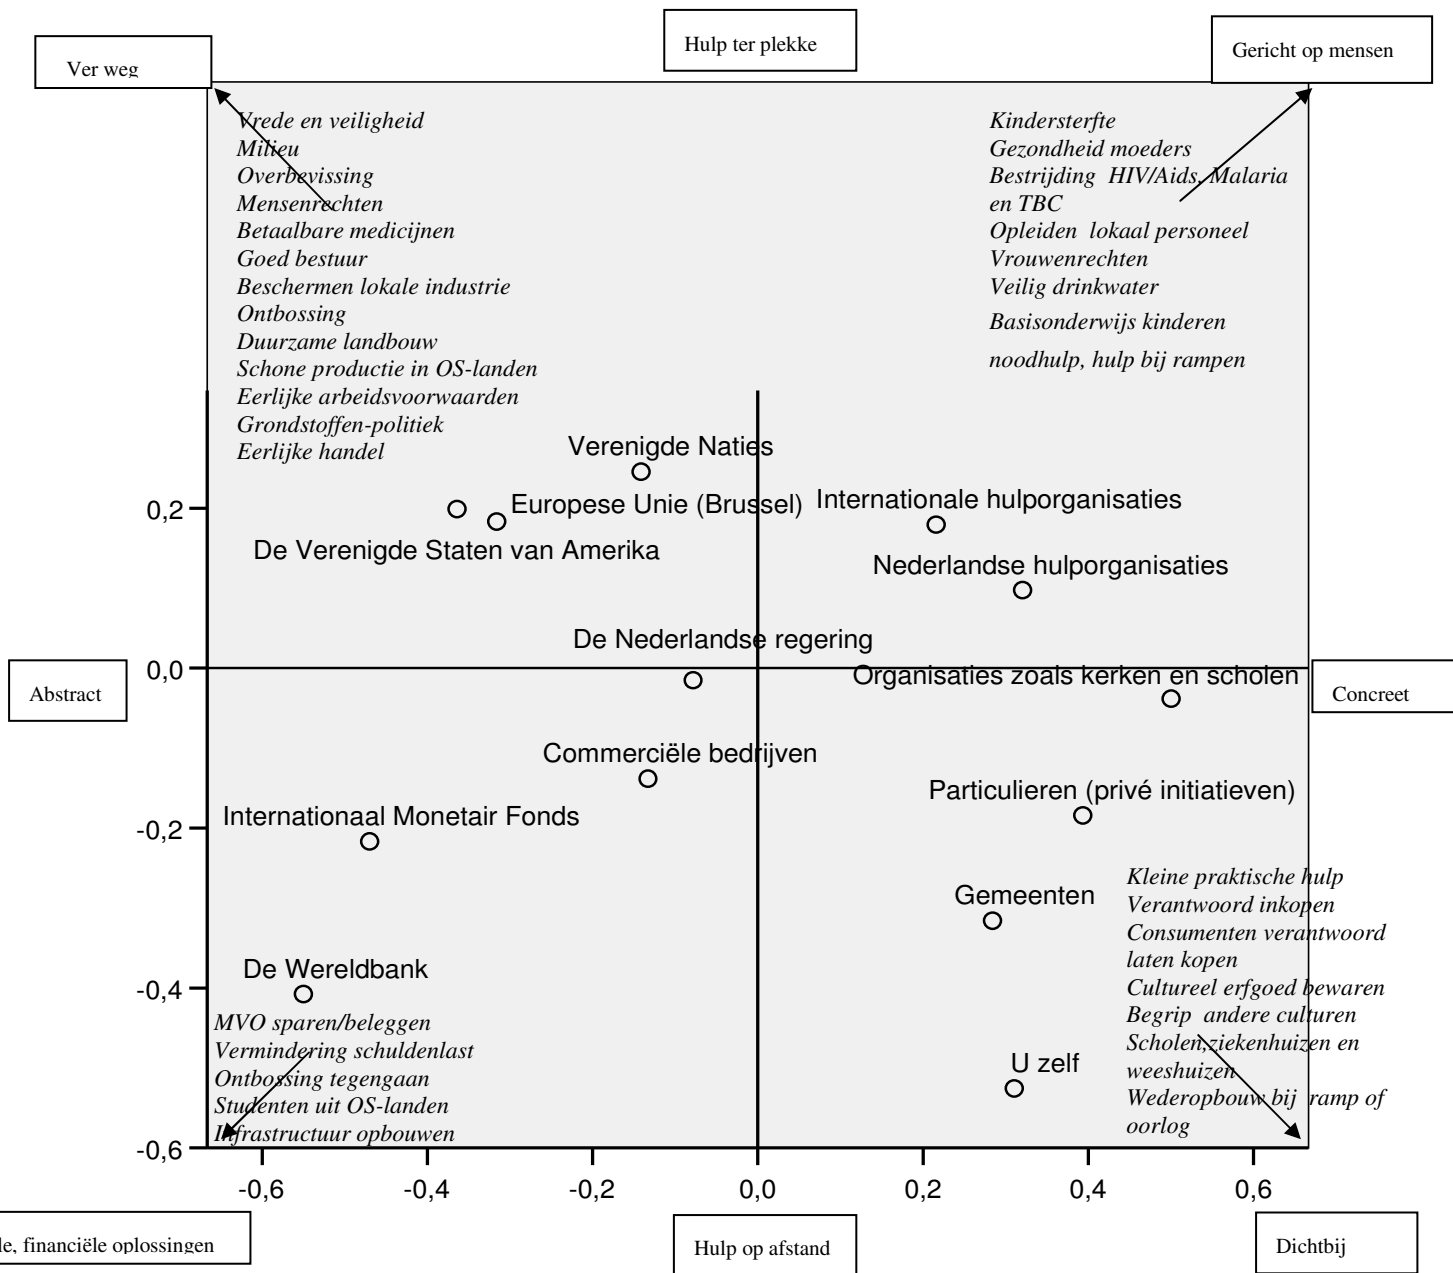 Hulp ter plekke
Ver weg
Gericht op mensen
Vrede en veiligheid
Milieu
Overbevissing
Mensenrechten
Betaalbare medicijnen
Goed bestuur
Beschermen lokale industrie
Ontbossing
Duurzame landbouw
Schone productie in OS-landen
Eerlijke arbeidsvoorwaarden
Grondstoffen-politiek
Eerlijke handel
Kindersterfte
Gezondheid moeders
Bestrijding HIV/Aids, Malaria
en TBC
Opleiden lokaal personeel
Vrouwenrechten
Veilig drinkwater
Basisonderwijs kinderen
noodhulp, hulp bij rampen
Verenigde Naties
Europese Unie (Brussel)
Internationale hulporganisaties
De Verenigde Staten van Amerika
Nederlandse hulporganisaties
De Nederlandse regering
Organisaties zoals kerken en scholen
Abstract
Concreet
Commerciële bedrijven
Particulieren (privé initiatieven)
Internationaal Monetair Fonds
Gemeenten
De Wereldbank
U zelf
Kleine praktische hulp
Verantwoord inkopen
Consumenten verantwoord
laten kopen
Cultureel erfgoed bewaren
Begrip andere culturen
Scholen,ziekenhuizen en
weeshuizen
Wederopbouw bij ramp of
oorlog
MVO sparen/beleggen
Vermindering schuldenlast
Ontbossing tegengaan
Studenten uit OS-landen
Infrastructuur opbouwen
0,2
0,0
-0,2
-0,4
-0,6
-0,6 -0,4 -0,2 0,0 0,2 0,4 0,6
financiële oplossingen
Hulp op afstand
Dichtbij